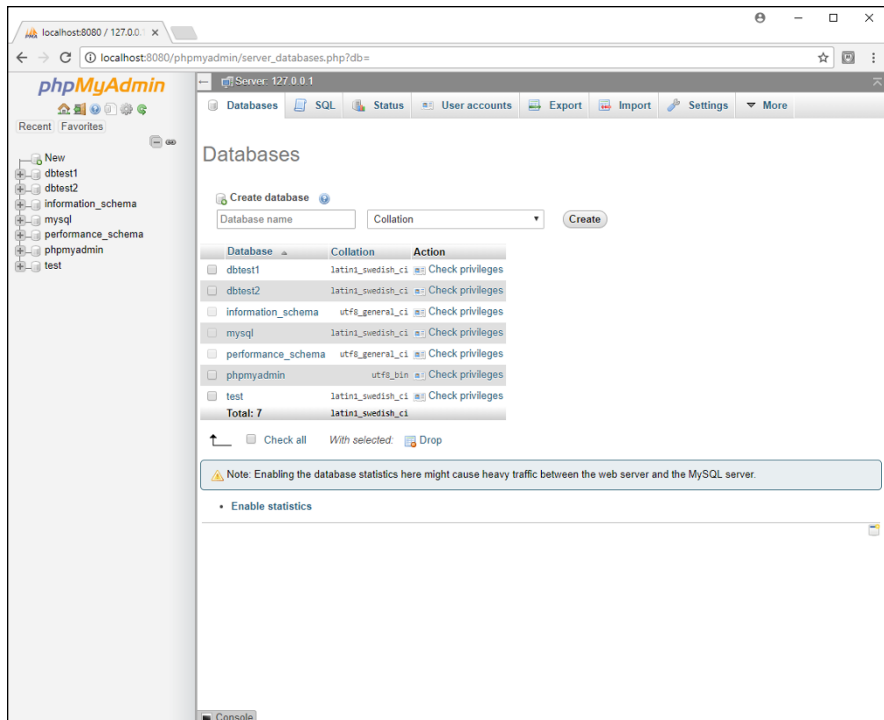 localhost:8080 / 127.0.0.1
localhost:8080/phpmyadmin/server_databases.php?db=
phpMyAdmin
Recent Favorites
New
dbtest1
dbtest2
information_schema
mysql
performance_schema
phpmyadmin
test
Server: 127.0.0.1
Databases SQL Status User accounts Export Import Settings More
Databases
Create database
Database name Collation Create
Database Collation Action
dbtest1 latin1_swedish_ci Check privileges
dbtest2 latin1_swedish_ci Check privileges
information_schema utf8_general_ci Check privileges
mysql latin1_swedish_ci Check privileges
performance_schema utf8_general_ci Check privileges
phpmyadmin utf8_bin Check privileges
test latin1_swedish_ci Check privileges
Total: 7 latin1_swedish_ci
Check all With selected: Drop
Note: Enabling the database statistics here might cause heavy traffic between the web server and the MySQL server.
• Enable statistics
Console